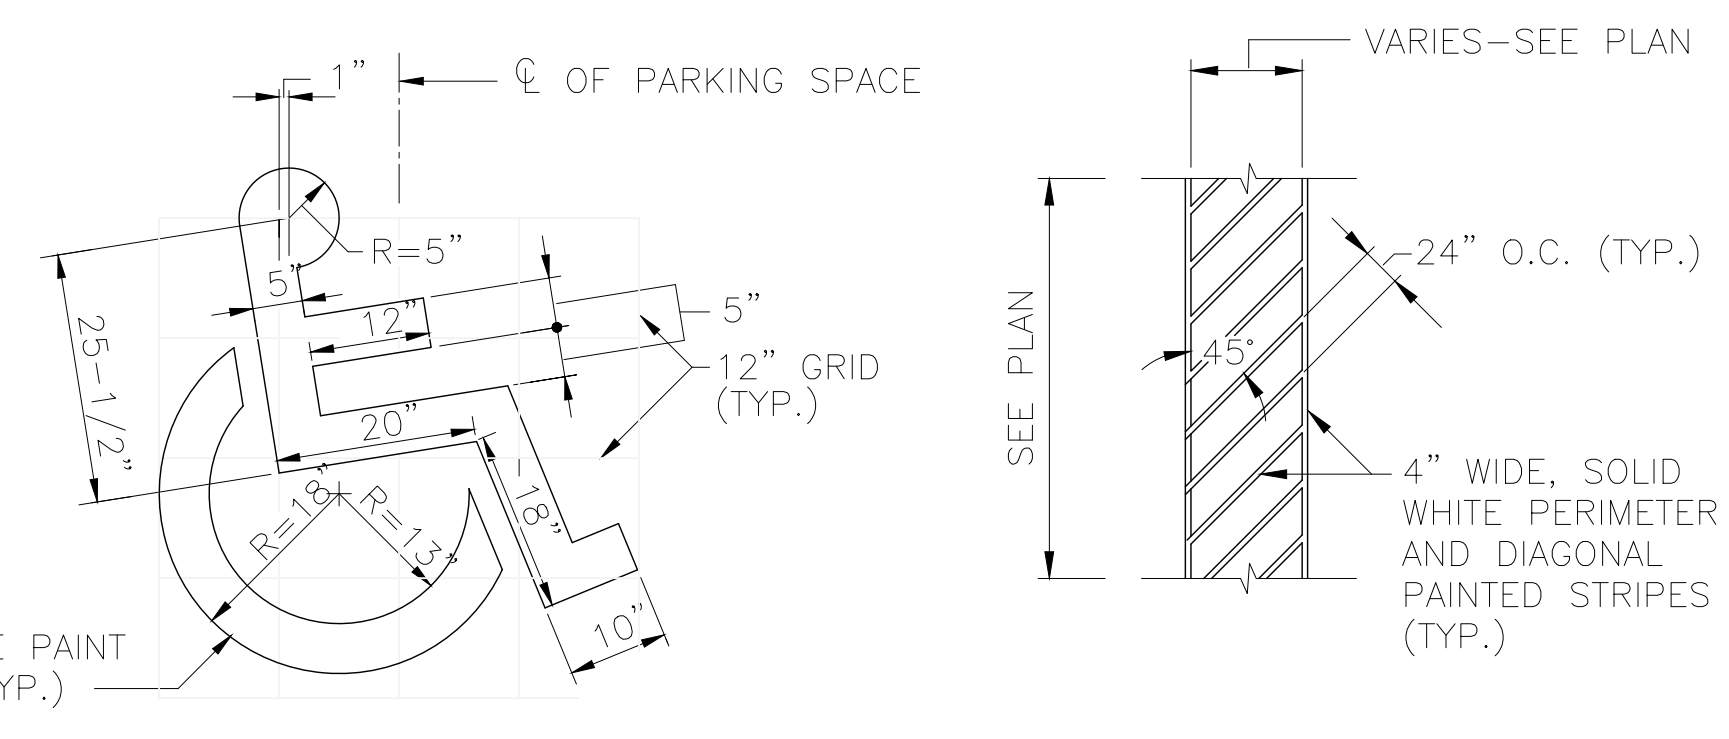 1”
℄ OF PARKING SPACE
R=5”
5”
12”
5”
12” GRID
(TYP.)
25-1/2”
20”
R=18”
R=13”
18”
10”
E PAINT
YP.)
VARIES-SEE PLAN
SEE PLAN
24” O.C. (TYP.)
45°
4” WIDE, SOLID
WHITE PERIMETER
AND DIAGONAL
PAINTED STRIPES
(TYP.)